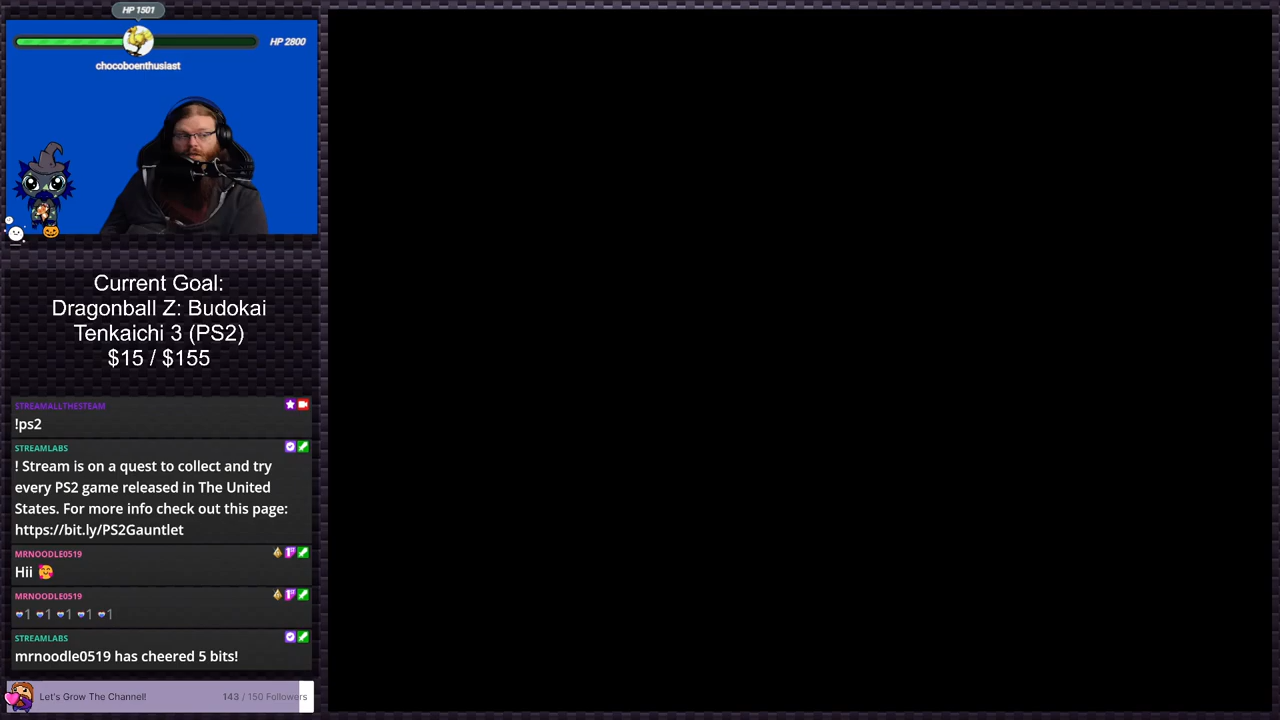 HP 1501
HP 2800
chocoboenthusiast
Current Goal:
Dragonball Z: Budokai
Tenkaichi 3 (PS2)
$15 / $155
STREAMALLTHESTEAM
!ps2
STREAMLABS
! Stream is on a quest to collect and try
every PS2 game released in The United
States. For more info check out this page:
https://bit.ly/PS2Gauntlet
MRNOODLE0519
Hii 🥰
MRNOODLE0519
1 1 1 1 1
STREAMLABS
mrnoodle0519 has cheered 5 bits!
Let's Grow The Channel!
143 / 150 Followers